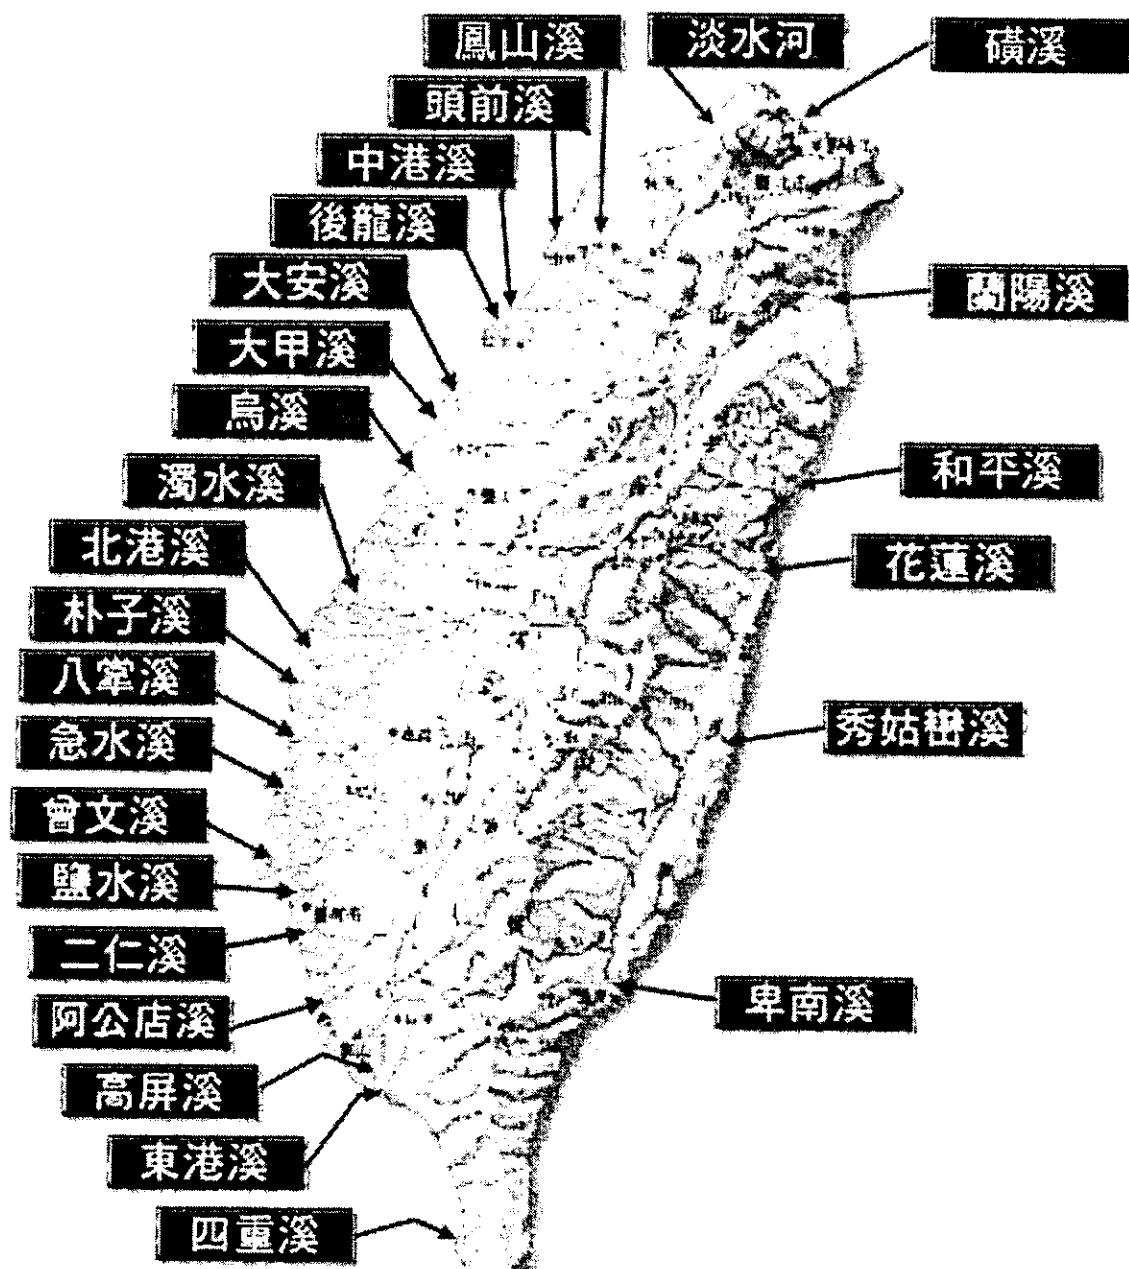 鳳山溪
淡水河
磺溪
頭前溪
中港溪
後龍溪
大安溪
蘭陽溪
大甲溪
烏溪
濁水溪
和平溪
北港溪
花蓮溪
朴子溪
八掌溪
急水溪
秀姑巒溪
曾文溪
鹽水溪
二仁溪
阿公店溪
卑南溪
高屏溪
東港溪
四重溪